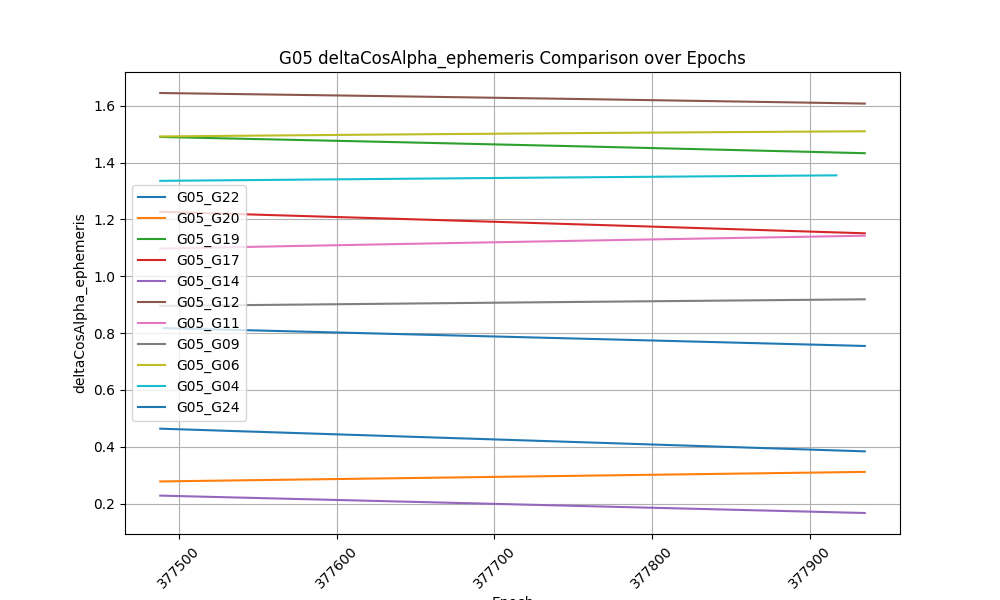 G05 deltaCosAlpha_ephemeris Comparison over Epochs
deltaCosAlpha_ephemeris
1.6
1.4
1.2
1.0
0.8
0.6
0.4
0.2
G05_G22
G05_G20
G05_G19
G05_G17
G05_G14
G05_G12
G05_G11
G05_G09
G05_G06
G05_G04
G05_G24
377500
377600
377700
377800
377900
Epoch